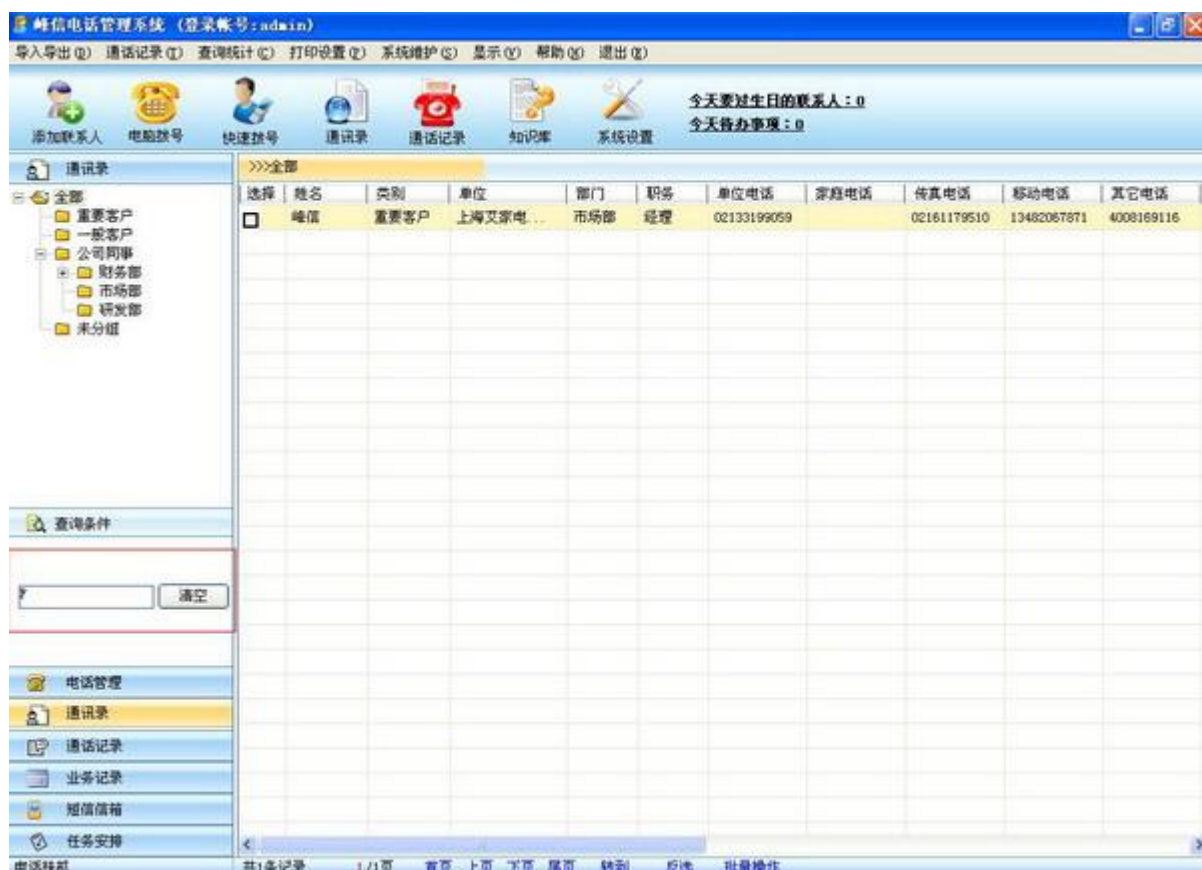 峰信电话管理系统 (登录帐号:admin)
导入导出(D) 通话记录(T) 查询统计(C) 打印设置(P) 系统维护(S) 显示(V) 帮助(H) 退出(E)
添加联系人 电脑拨号 快速拨号 通讯录 通话记录 知识库 系统设置
今天要过生日的联系人:0
今天待办事项:0
通讯录
>>>全部
选择 姓名 类别 单位 部门 职务 单位电话 家庭电话 传真电话 移动电话 其它电话
峰信 重要客户 上海艾家电... 市场部 经理 02133199059 02161179510 13482067871 4008169116
全部
重要客户
一般客户
公司同事
财务部
市场部
研发部
未分组
查询条件
清空
电话管理
通讯录
通话记录
业务记录
短信信箱
任务安排
共1条记录 1/1页 首页 上页 下页 尾页 转到 反选 批量操作